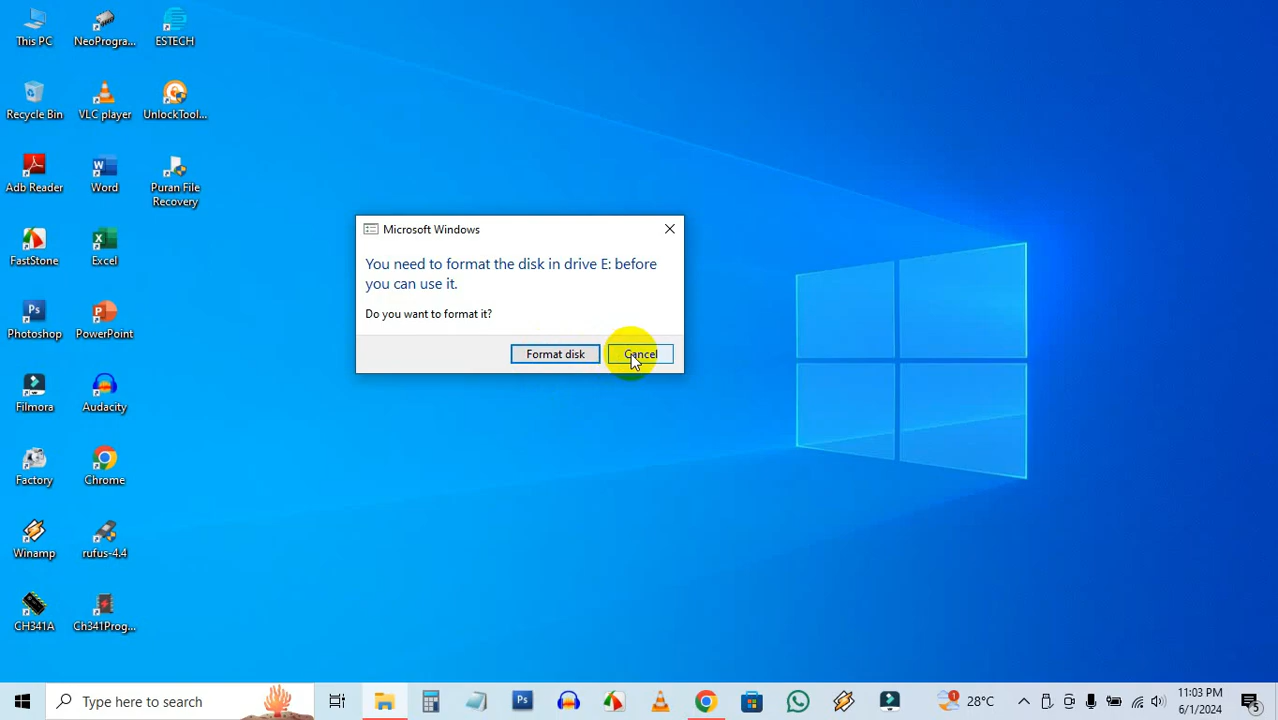 This PC
NeoProgra...
ESTECH
Recycle Bin
VLC player
UnlockTool...
Adb Reader
Word
Puran File
Recovery
FastStone
Excel
Photoshop
PowerPoint
Filmora
Audacity
Factory
Chrome
Winamp
rufus-4.4
CH341A
Ch341Prog...
Microsoft Windows
You need to format the disk in drive E: before
you can use it.
Do you want to format it?
Format disk
Cancel
Type here to search
1
28°C
11:03 PM
6/1/2024
5